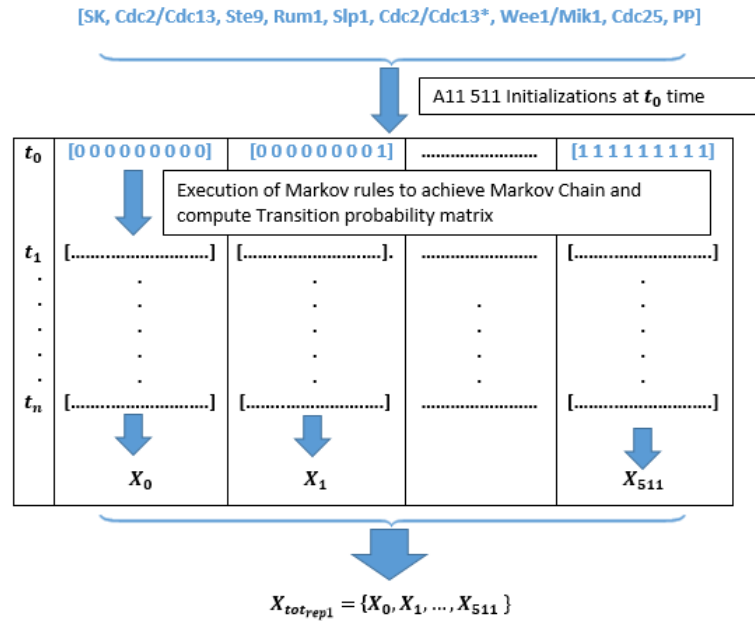 [SK, Cdc2/Cdc13, Ste9, Rum1, Slp1, Cdc2/Cdc13*, Wee1/Mik1, Cdc25, PP]
A11 511 Initializations at t₀ time
t₀ [0 0 0 0 0 0 0 0 0] [0 0 0 0 0 0 0 0 1] ........................ [1 1 1 1 1 1 1 1 1]
Execution of Markov rules to achieve Markov Chain and
compute Transition probability matrix
t₁ [............................] [............................]. ........................ [............................]
. . . . .
. . . . .
. . . . .
. . . . .
. . . . .
tₙ [............................] [............................] ........................ [............................]
X₀ X₁ X₅₁₁
X_{tot_{rep1}} = {X₀, X₁, ..., X₅₁₁ }